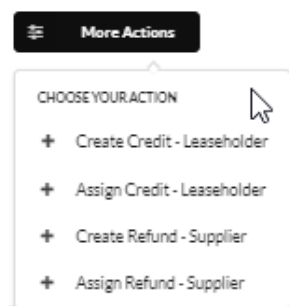 More Actions
CHOOSE YOUR ACTION
+ Create Credit - Leaseholder
+ Assign Credit - Leaseholder
+ Create Refund - Supplier
+ Assign Refund - Supplier